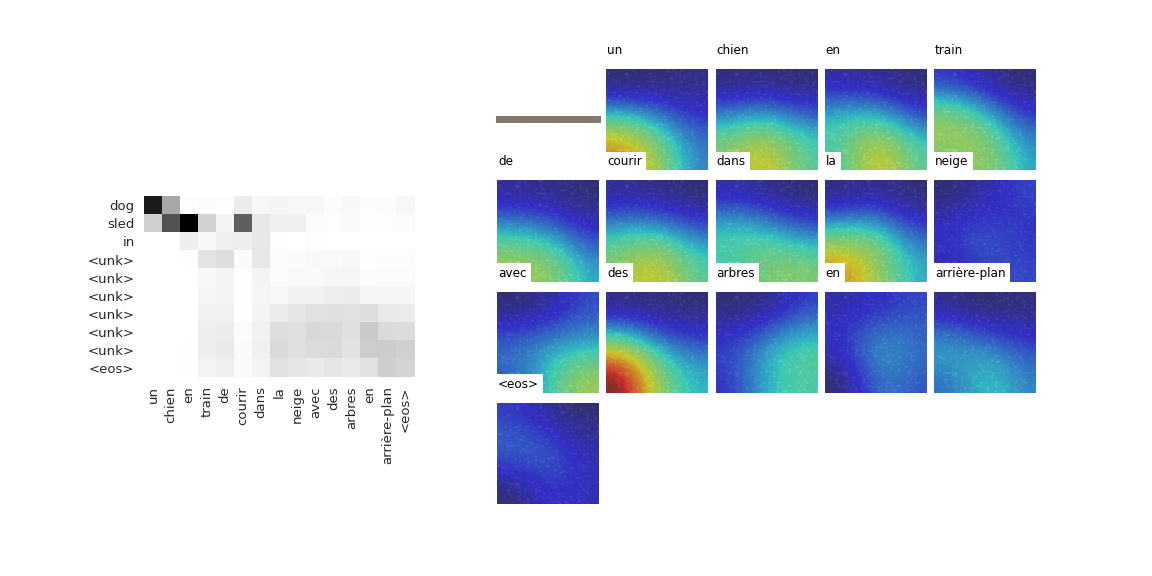 dog
sled
in
<unk>
<unk>
<unk>
<unk>
<unk>
<unk>
<eos>
un
chien
en
train
de
courir
dans
la
neige
avec
des
arbres
en
arrière-plan
<eos>
un chien en train
de courir dans la neige
avec des arbres en arrière-plan
<eos>